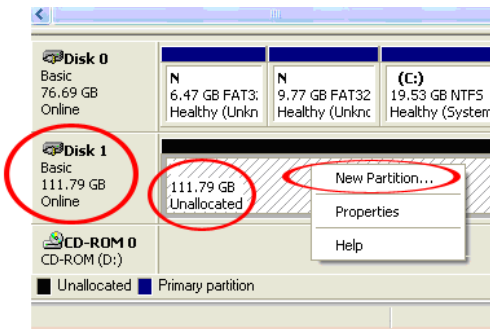 Disk 0
Basic
76.69 GB
Online
N
6.47 GB FAT3:
Healthy (Unkn
N
9.77 GB FAT32
Healthy (Unknc
(C:)
19.53 GB NTFS
Healthy (System
Disk 1
Basic
111.79 GB
Online
111.79 GB
Unallocated
New Partition...
Properties
Help
CD-ROM 0
CD-ROM (D:)
Unallocated
Primary partition